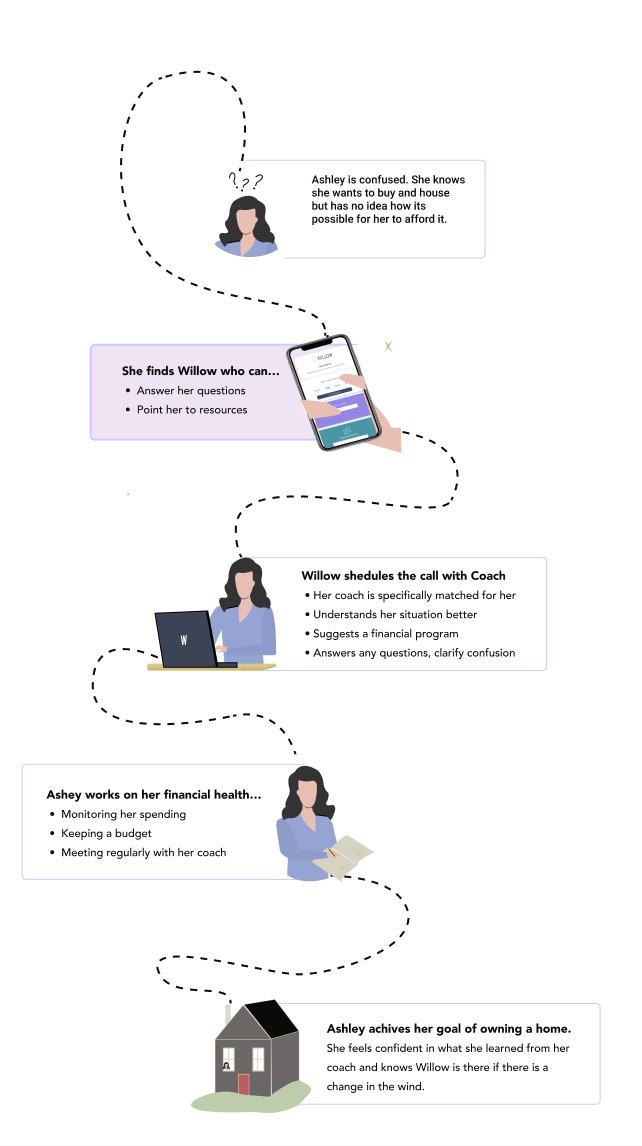 ???
Ashley is confused. She knows
she wants to buy and house
but has no idea how its
possible for her to afford it.
WILLOW
She finds Willow who can...
• Answer her questions
• Point her to resources
Willow shedules the call with Coach
• Her coach is specifically matched for her
• Understands her situation better
• Suggests a financial program
• Answers any questions, clarify confusion
W
Ashey works on her financial health...
• Monitoring her spending
• Keeping a budget
• Meeting regularly with her coach
Ashley achives her goal of owning a home.
She feels confident in what she learned from her
coach and knows Willow is there if there is a
change in the wind.